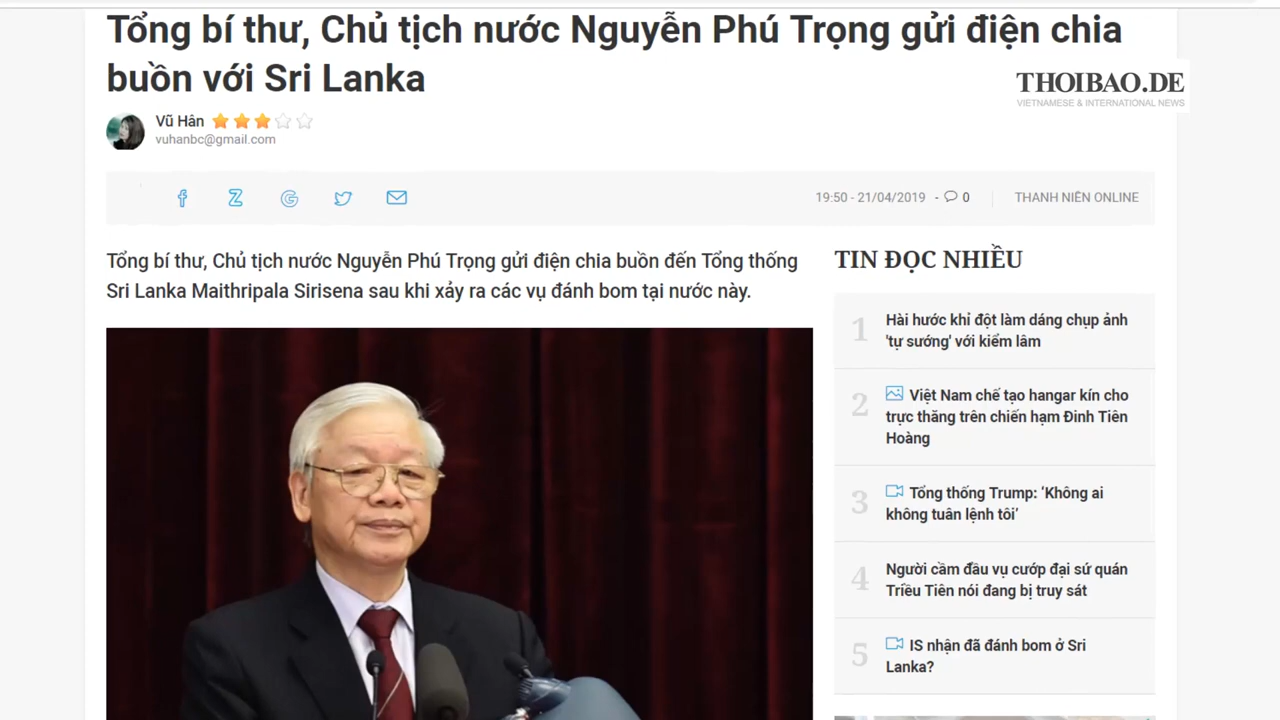 Tổng bí thư, Chủ tịch nước Nguyễn Phú Trọng gửi điện chia
buồn với Sri Lanka
THOIBAO.DE
VIETNAMESE & INTERNATIONAL NEWS
Vũ Hân
vuhanbc@gmail.com
19:50 - 21/04/2019 - 0
THANH NIÊN ONLINE
Tổng bí thư, Chủ tịch nước Nguyễn Phú Trọng gửi điện chia buồn đến Tổng thống
Sri Lanka Maithripala Sirisena sau khi xảy ra các vụ đánh bom tại nước này.
TIN ĐỌC NHIỀU
1
Hài hước khỉ đột làm dáng chụp ảnh
'tự sướng' với kiểm lâm
2
Việt Nam chế tạo hangar kín cho
trực thăng trên chiến hạm Đinh Tiên
Hoàng
3
Tổng thống Trump: ‘Không ai
không tuân lệnh tôi’
4
Người cầm đầu vụ cướp đại sứ quán
Triều Tiên nói đang bị truy sát
5
IS nhận đã đánh bom ở Sri
Lanka?